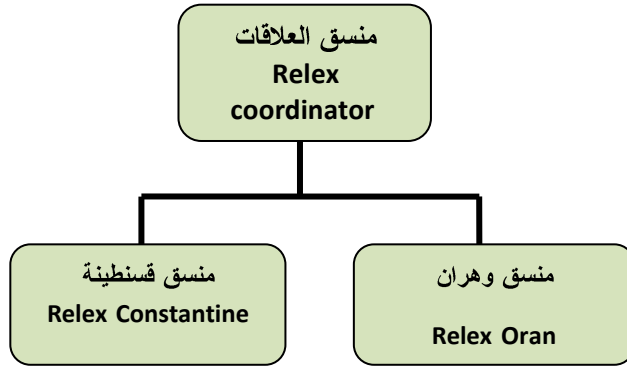 منسق العلاقات
Relex
coordinator
منسق قسنطينة
Relex Constantine
منسق وهران
Relex Oran